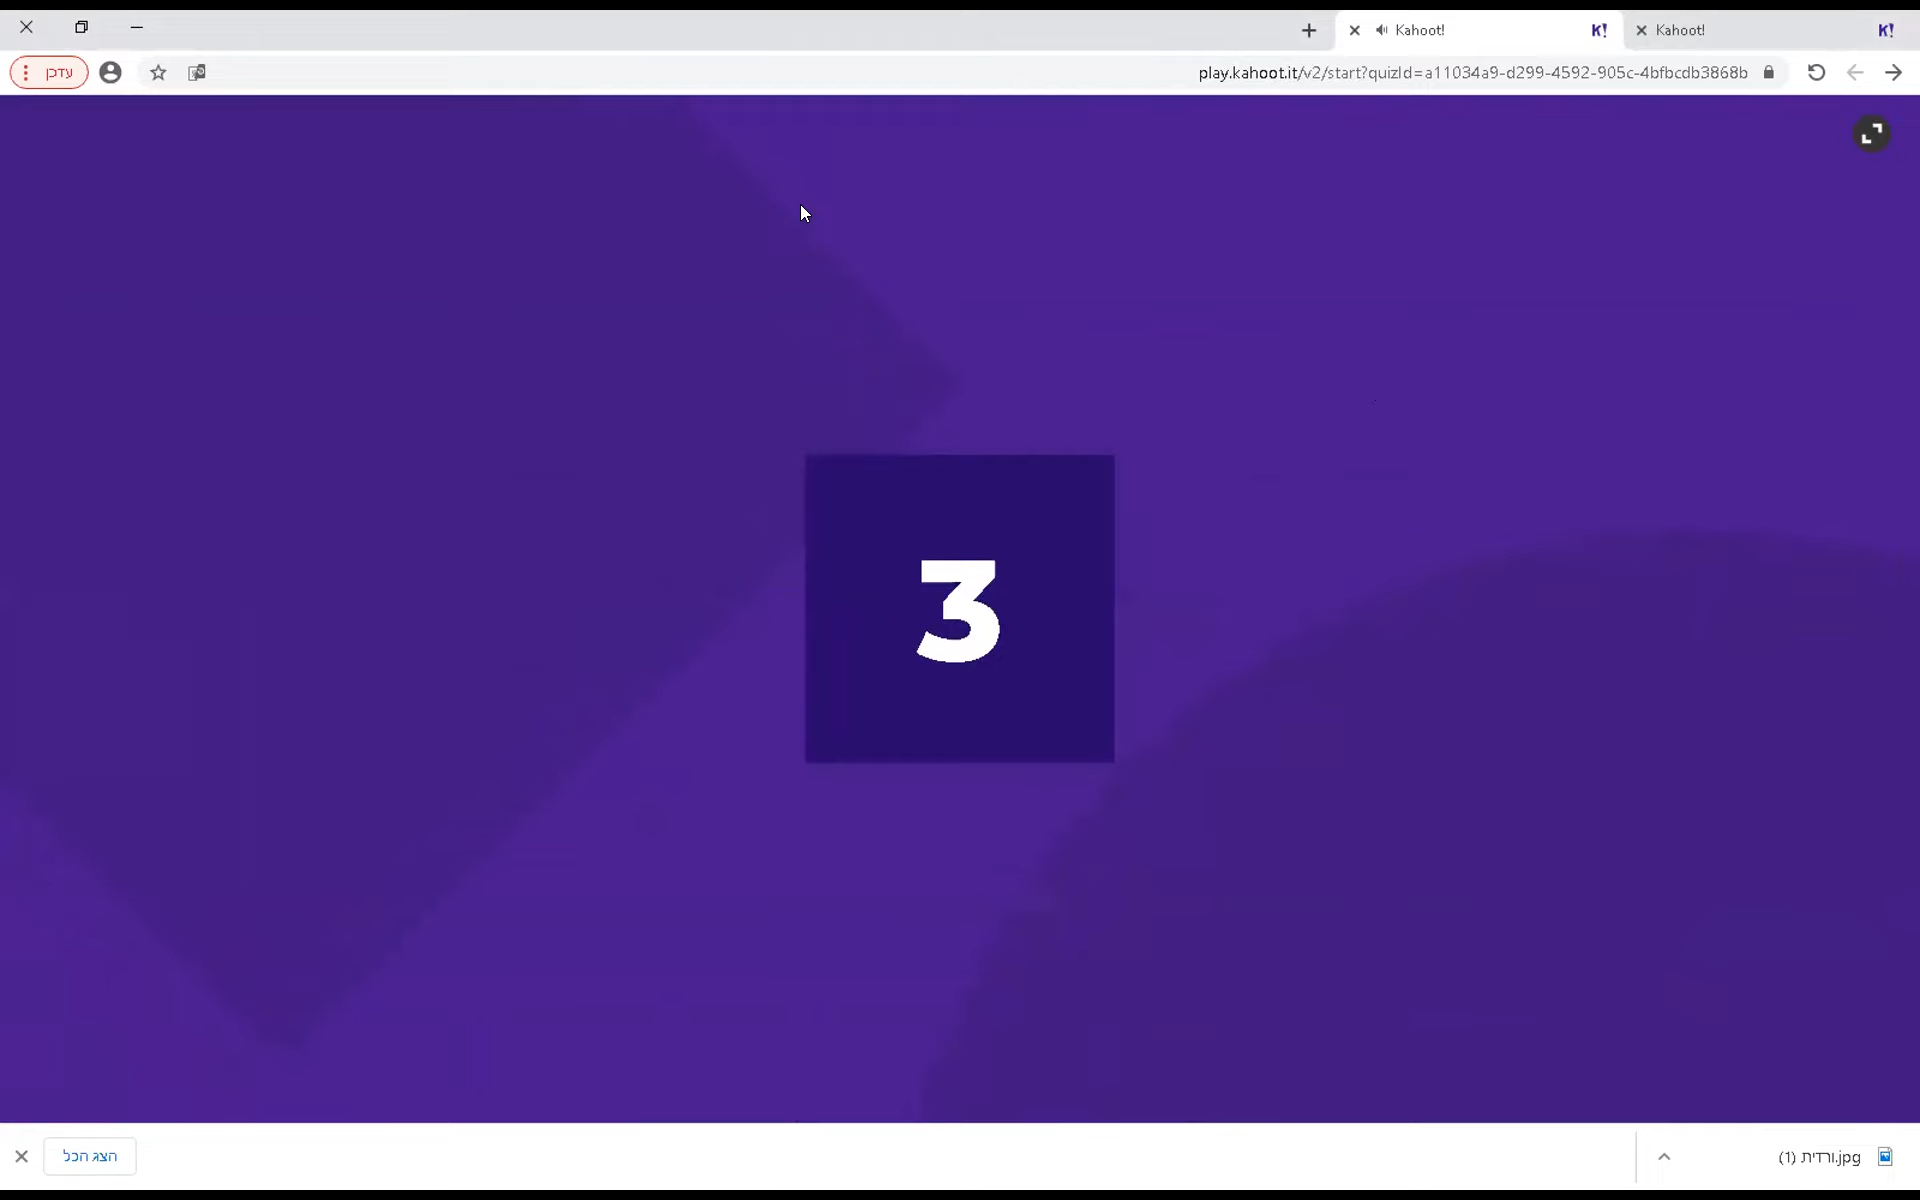 Kahoot! K!
Kahoot! K!
עדכן
play.kahoot.it/v2/start?quizId=a11034a9-d299-4592-905c-4bfbcdb3868b
3
הצג הכל
ורדית (1).jpg